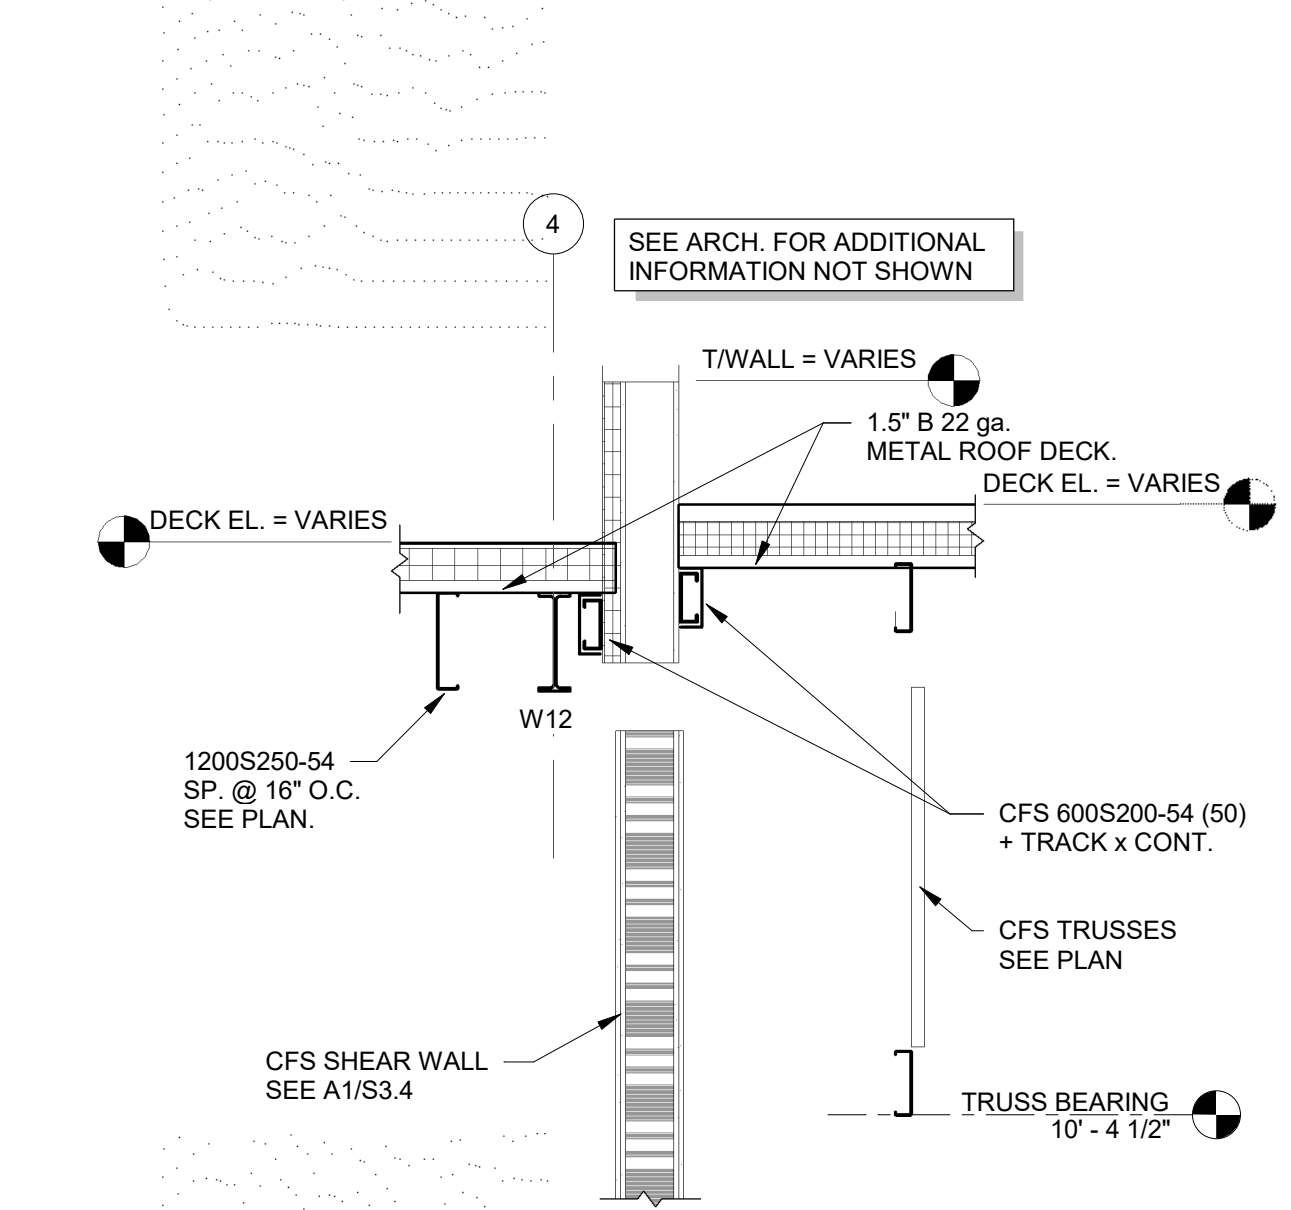 4
SEE ARCH. FOR ADDITIONAL
INFORMATION NOT SHOWN
T/WALL = VARIES
1.5" B 22 ga.
METAL ROOF DECK.
DECK EL. = VARIES
DECK EL. = VARIES
W12
1200S250-54
SP. @ 16" O.C.
SEE PLAN.
CFS 600S200-54 (50)
+ TRACK x CONT.
CFS TRUSSES
SEE PLAN
CFS SHEAR WALL
SEE A1/S3.4
TRUSS BEARING
10' - 4 1/2"